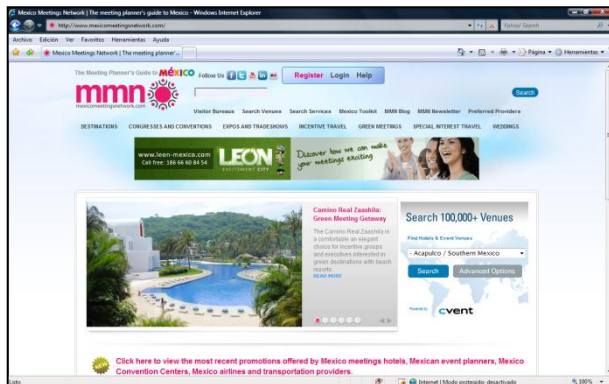 Mexico Meetings Network | The meeting planner's guide to Mexico - Windows Internet Explorer
http://www.mexicomeetingsnetwork.com/
Yahoo! Search
Archivo Edición Ver Favoritos Herramientas Ayuda
Mexico Meetings Network | The meeting planner'...
Página Herramientas
The Meeting Planner's Guide to MÉXICO Follow Us Register Login Help
mmn
mexicomeetingsnetwork.com
Search
Visitor Bureaus Search Venues Search Services Mexico Toolkit MMN Blog MMN Newsletter Preferred Providers
DESTINATIONS CONGRESSES AND CONVENTIONS EXPOS AND TRADESHOWS INCENTIVE TRAVEL GREEN MEETINGS SPECIAL INTEREST TRAVEL WEDDINGS
www.leon-mexico.com
Call free: 186 66 60 84 54
LEON
EXCITEMENT CITY
Discover how we can make
your meetings exciting
Camino Real Zaashila:
Green Meeting Getaway
The Camino Real Zaashila is
a comfortable an elegant
choice for incentive groups
and executives interested in
green destinations with beach
resorts.
READ MORE
Search 100,000+ Venues
Find Hotels & Event Venues
- Acapulco / Southern Mexico
Search Advanced Options
Powered by
cvent
NEW
Click here to view the most recent promotions offered by Mexico meetings hotels, Mexican event planners, Mexico
Convention Centers, Mexico airlines and transportation providers.
Listo
Internet | Modo protegido: desactivado
100%